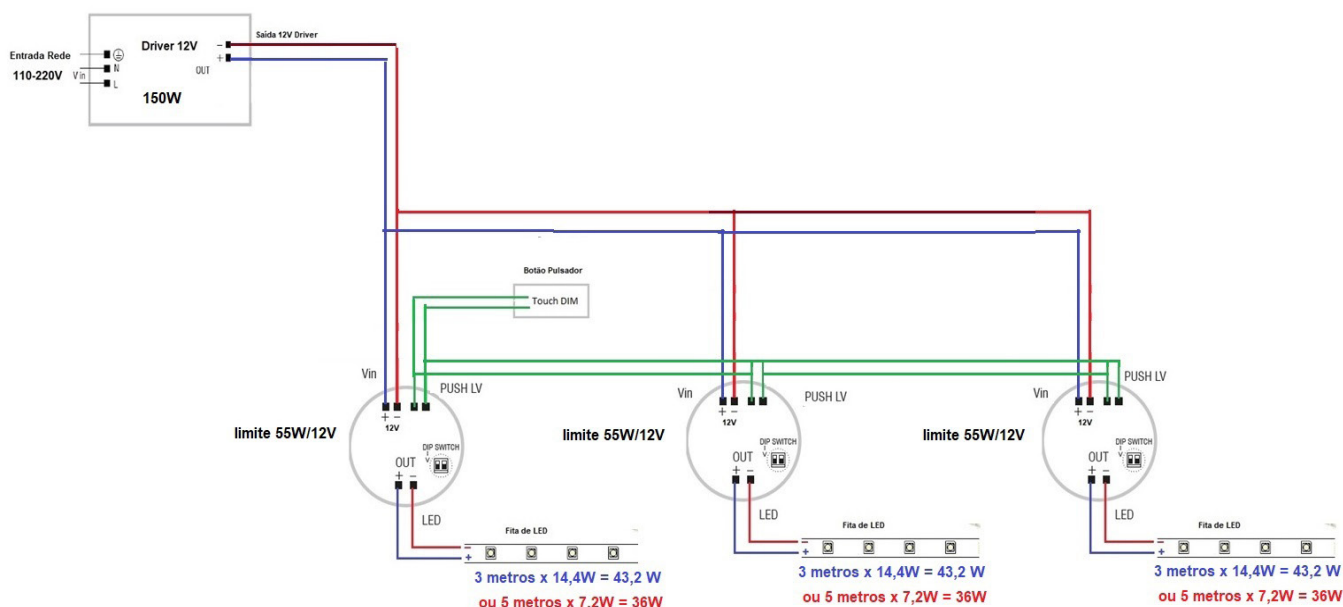 Saída 12V Driver
Driver 12V
Entrada Rede
110-220V
V in
N
L
−
+
OUT
150W
Botão Pulsador
Touch DIM
Vin
PUSH LV
+ −
12V
limite 55W/12V
DIP SWITCH
OUT
+ −
LED
Fita de LED
−
+
3 metros x 14,4W = 43,2 W
ou 5 metros x 7,2W = 36W
Vin
PUSH LV
+ −
12V
limite 55W/12V
DIP SWITCH
OUT
+ −
LED
Fita de LED
−
+
3 metros x 14,4W = 43,2 W
ou 5 metros x 7,2W = 36W
Vin
PUSH LV
+ −
12V
limite 55W/12V
DIP SWITCH
OUT
+ −
LED
Fita de LED
−
+
3 metros x 14,4W = 43,2 W
ou 5 metros x 7,2W = 36W